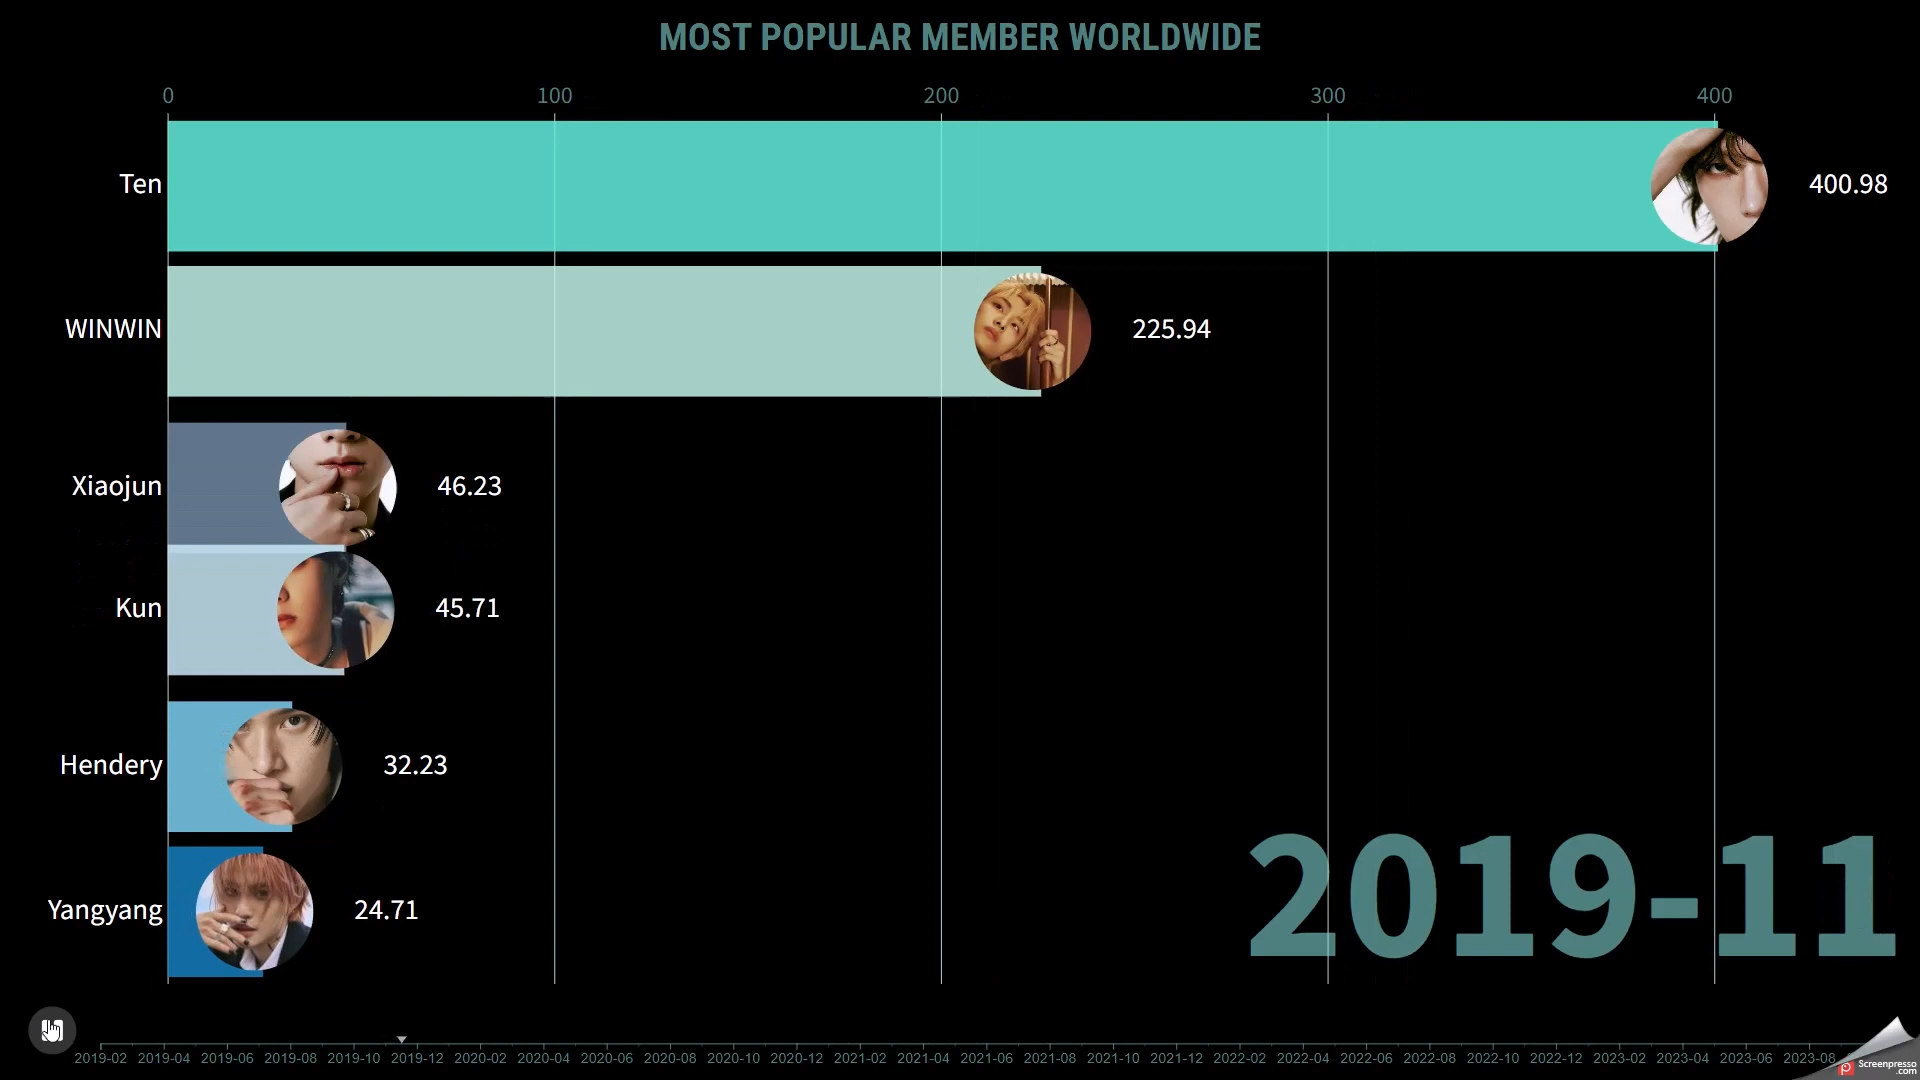 MOST POPULAR MEMBER WORLDWIDE
0 100 200 300 400
Ten 400.98
WINWIN 225.94
Xiaojun 46.23
Kun 45.71
Hendery 32.23
Yangyang 24.71
2019-11
2019-02 2019-04 2019-06 2019-08 2019-10 2019-12 2020-02 2020-04 2020-06 2020-08 2020-10 2020-12 2021-02 2021-04 2021-06 2021-08 2021-10 2021-12 2022-02 2022-04 2022-06 2022-08 2022-10 2022-12 2023-02 2023-04 2023-06 2023-08
Screenpresso
.com